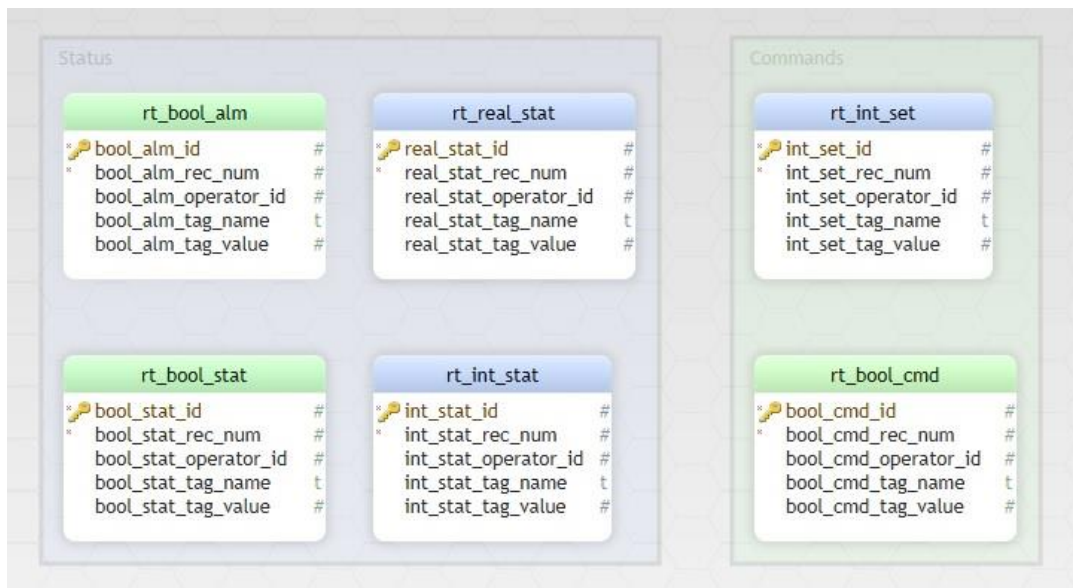 Status
rt_bool_alm
bool_alm_id #
bool_alm_rec_num #
bool_alm_operator_id #
bool_alm_tag_name t
bool_alm_tag_value #
rt_real_stat
real_stat_id #
real_stat_rec_num #
real_stat_operator_id #
real_stat_tag_name t
real_stat_tag_value #
rt_bool_stat
bool_stat_id #
bool_stat_rec_num #
bool_stat_operator_id #
bool_stat_tag_name t
bool_stat_tag_value #
rt_int_stat
int_stat_id #
int_stat_rec_num #
int_stat_operator_id #
int_stat_tag_name t
int_stat_tag_value #
Commands
rt_int_set
int_set_id #
int_set_rec_num #
int_set_operator_id #
int_set_tag_name t
int_set_tag_value #
rt_bool_cmd
bool_cmd_id #
bool_cmd_rec_num #
bool_cmd_operator_id #
bool_cmd_tag_name t
bool_cmd_tag_value #